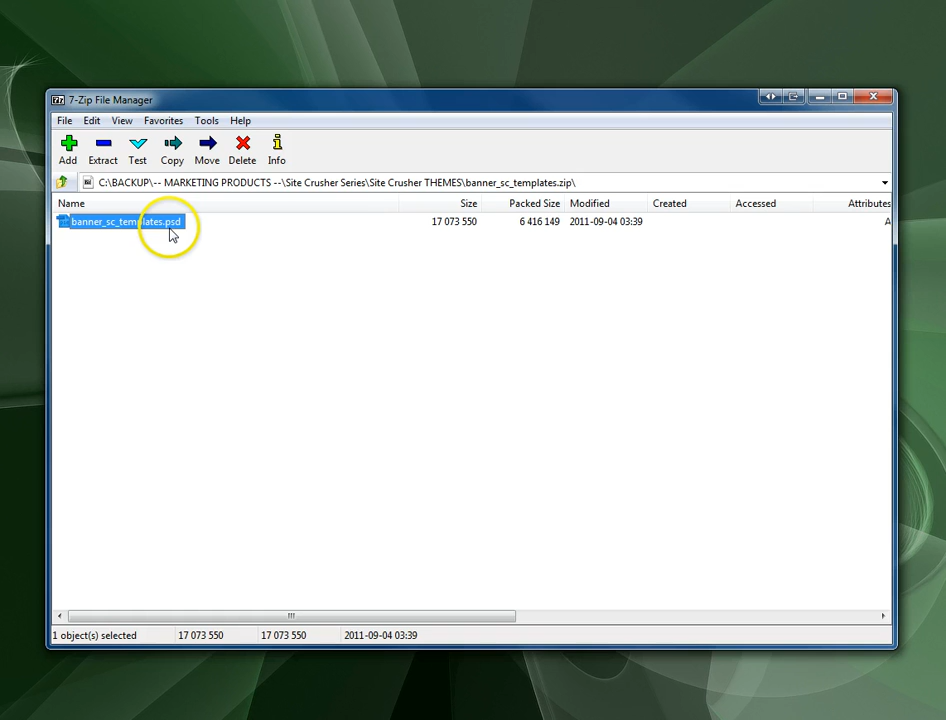 7-Zip File Manager
File Edit View Favorites Tools Help
Add Extract Test Copy Move Delete Info
C:\BACKUP\-- MARKETING PRODUCTS --\Site Crusher Series\Site Crusher THEMES\banner_sc_templates.zip\
Name Size Packed Size Modified Created Accessed Attributes
banner_sc_templates.psd 17 073 550 6 416 149 2011-09-04 03:39 A
1 object(s) selected 17 073 550 17 073 550 2011-09-04 03:39